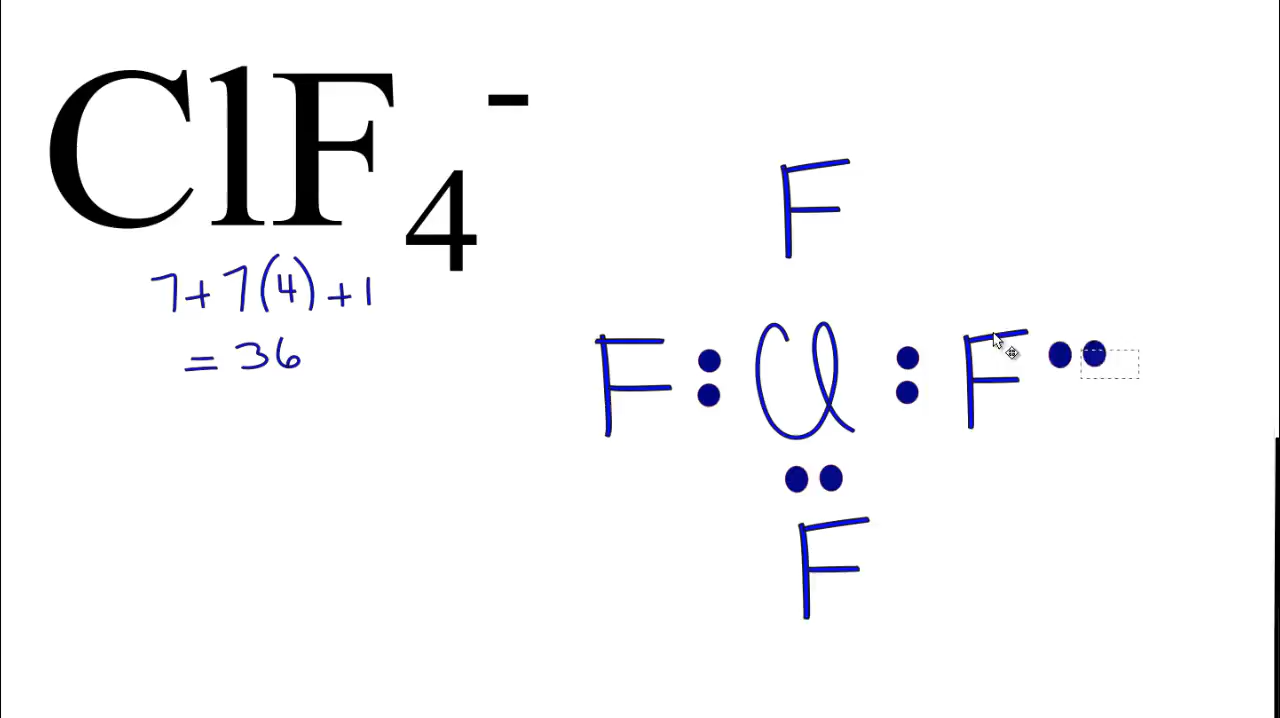 ClF₄⁻
7+7(4)+1
=36
F
F Cl F
F